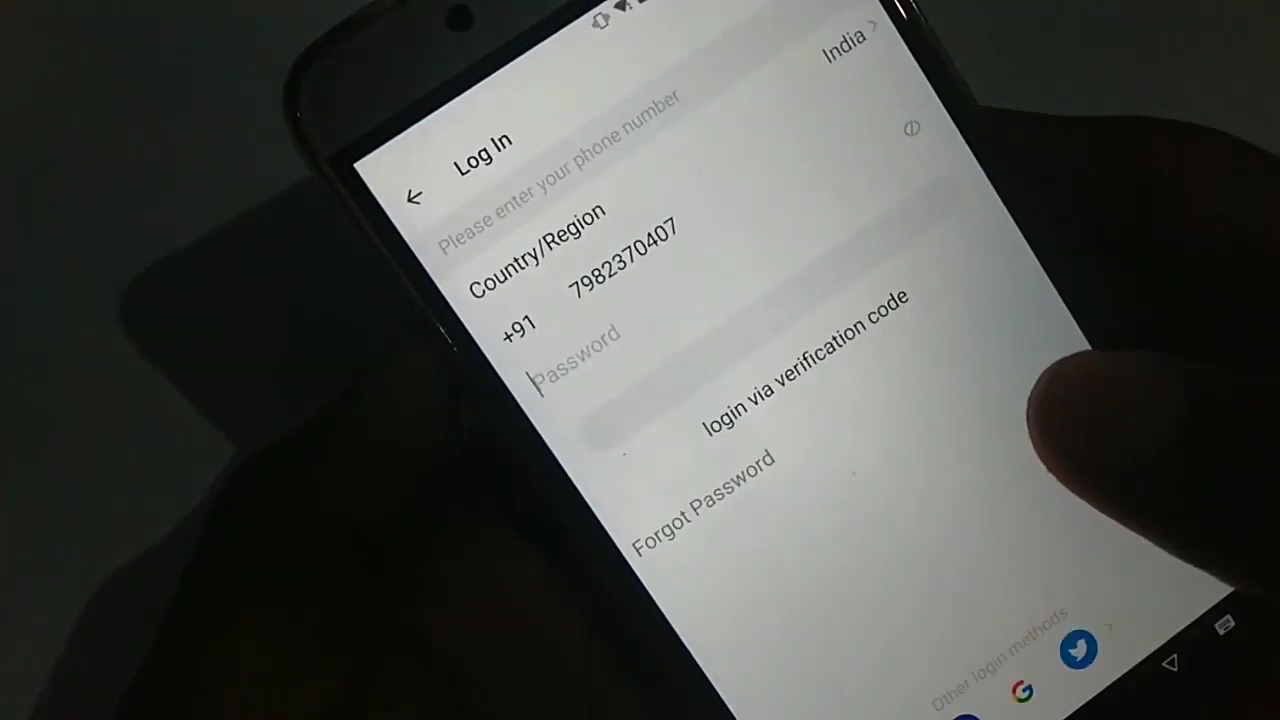 Log In
Please enter your phone number
Country/Region India
+91 7982370407
Password
login via verification code
Forgot Password
Other login methods